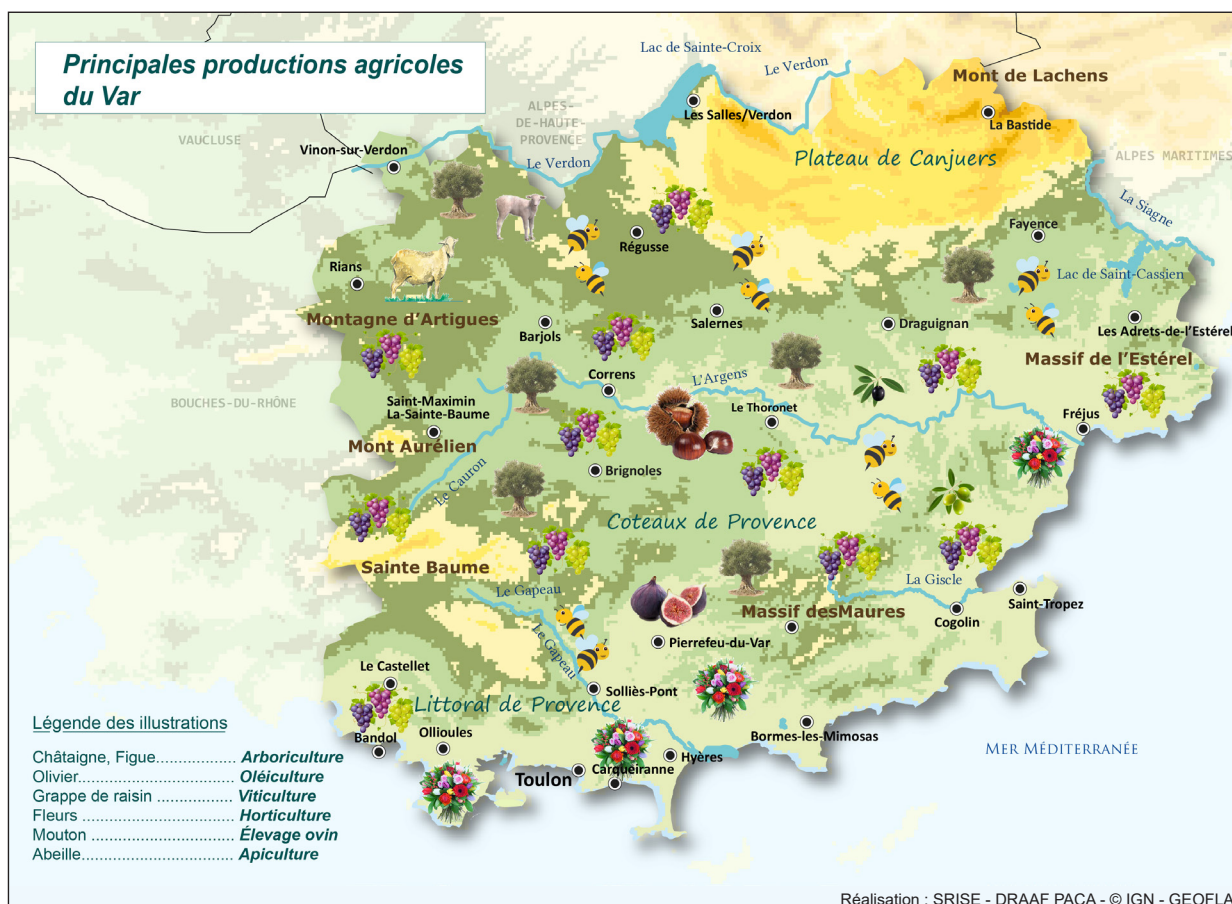 Principales productions agricoles
du Var
Lac de Sainte-Croix
Le Verdon
Mont de Lachens
Les Salles/Verdon
La Bastide
ALPES-
DE-HAUTE-
PROVENCE
VAUCLUSE
Vinon-sur-Verdon
Le Verdon
Plateau de Canjuers
ALPES MARITIMES
La Siagne
Fayence
Régusse
Rians
Lac de Saint-Cassien
Montagne d'Artigues
Barjols
Salernes
Draguignan
Les Adrets-de-l'Estérel
Massif de l'Estérel
Correns
L'Argens
BOUCHES-DU-RHÔNE
Saint-Maximin
La-Sainte-Baume
Le Thoronet
Fréjus
Mont Aurélien
Le Cauron
Brignoles
Coteaux de Provence
Sainte Baume
Le Gapeau
La Giscle
Massif desMaures
Saint-Tropez
Cogolin
Le Gapeau
Pierrefeu-du-Var
Le Castellet
Solliès-Pont
Littoral de Provence
Bandol
Ollioules
Bormes-les-Mimosas
Hyères
Toulon
Carqueiranne
MER MÉDITERRANÉE
Légende des illustrations
Châtaigne, Figue.................. Arboriculture
Olivier........................... Oléiculture
Grappe de raisin ................. Viticulture
Fleurs ........................... Horticulture
Mouton ........................... Élevage ovin
Abeille........................... Apiculture
Réalisation : SRISE - DRAAF PACA - © IGN - GEOFLA